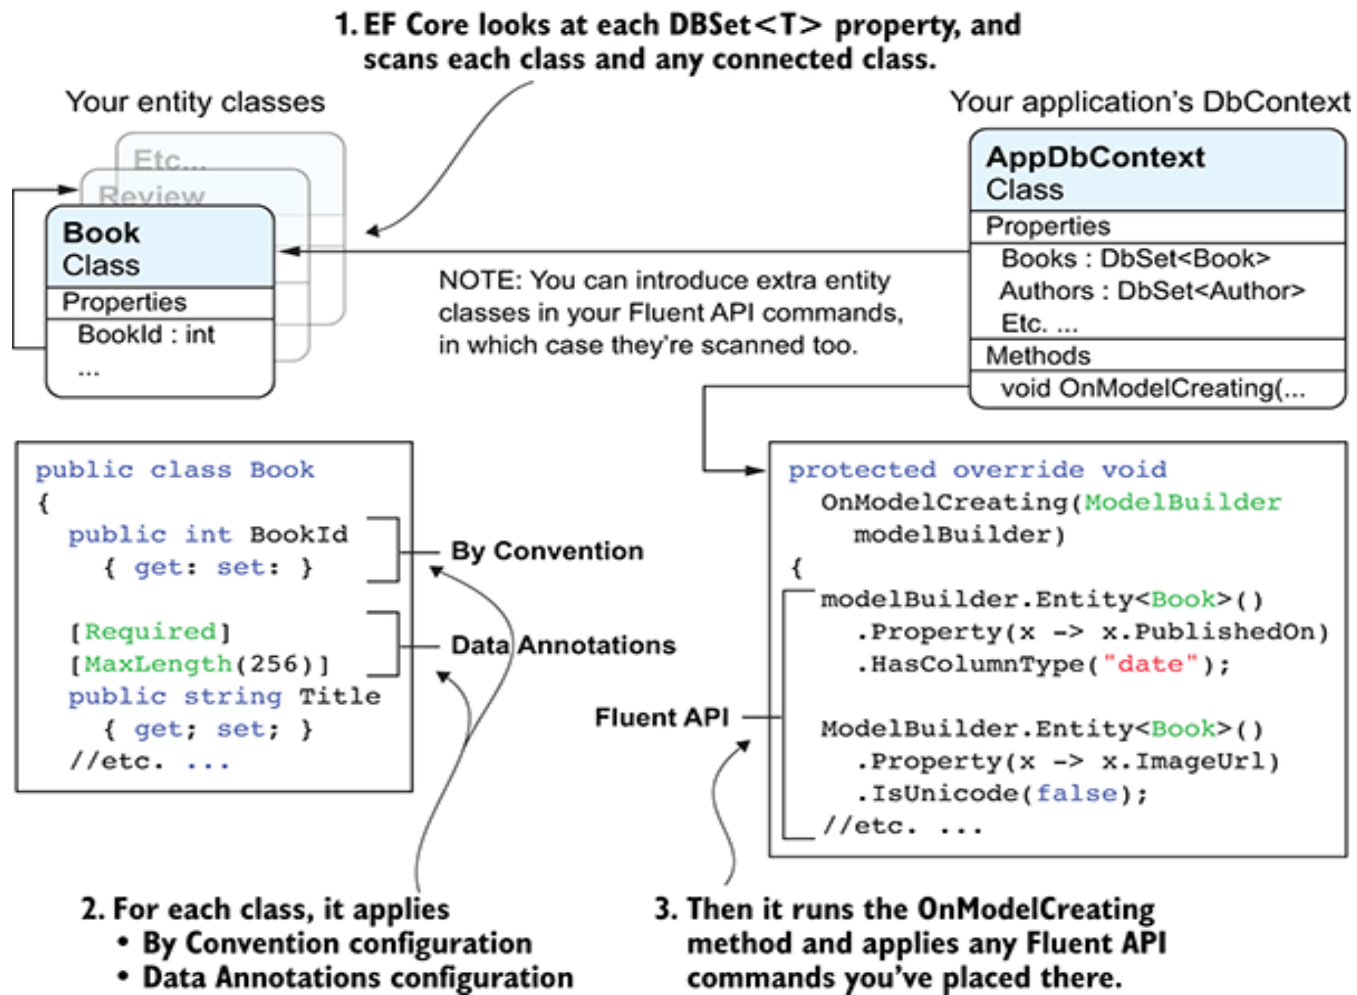 1. EF Core looks at each DBSet<T> property, and
scans each class and any connected class.
Your entity classes
Etc...
Review
Book
Class
Properties
BookId : int
...
Your application's DbContext
AppDbContext
Class
Properties
Books : DbSet<Book>
Authors : DbSet<Author>
Etc. ...
Methods
void OnModelCreating(...
NOTE: You can introduce extra entity
classes in your Fluent API commands,
in which case they're scanned too.
public class Book
{
public int BookId
{ get: set: }
[Required]
[MaxLength(256)]
public string Title
{ get; set; }
//etc. ...
By Convention
Data Annotations
Fluent API
protected override void
OnModelCreating(ModelBuilder
modelBuilder)
{
modelBuilder.Entity<Book>()
.Property(x -> x.PublishedOn)
.HasColumnType("date");
ModelBuilder.Entity<Book>()
.Property(x -> x.ImageUrl)
.IsUnicode(false);
//etc. ...
2. For each class, it applies
• By Convention configuration
• Data Annotations configuration
3. Then it runs the OnModelCreating
method and applies any Fluent API
commands you've placed there.